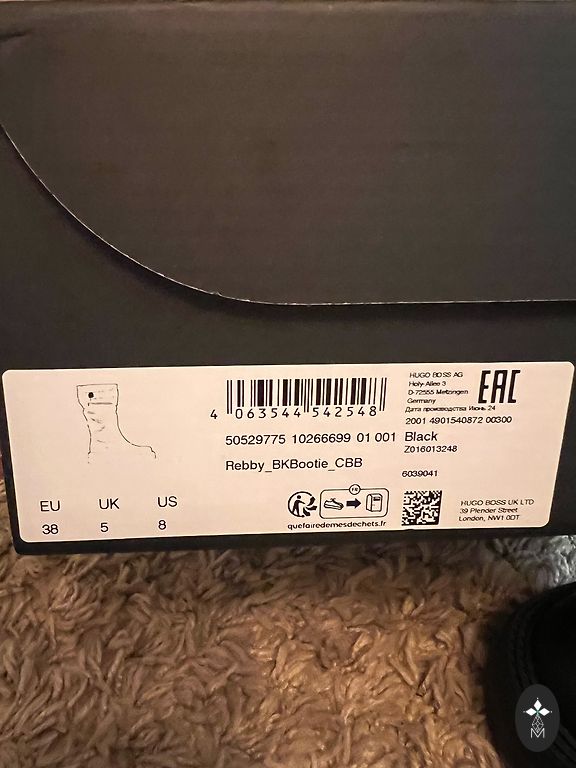 HUGO BOSS AG
Holy-Allee 3
D-72555 Metzingen
Germany
Дата производства Июнь 24
EAC
4 063544 542548
2001 4901540872 00300
50529775 10266699 01 001 Black
Z016013248
Rebby_BKBootie_CBB
6039041
EU UK US
38 5 8
FR
quefairedemesdechets.fr
HUGO BOSS UK LTD
39 Plender Street
London, NW1 0DT
M